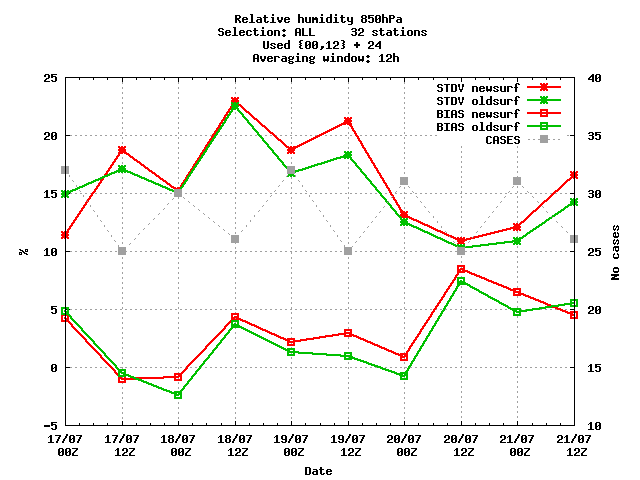 Relative humidity 850hPa
Selection: ALL     32 stations
Used {00,12} + 24
Averaging window: 12h
25 40
STDV newsurf
STDV oldsurf
BIAS newsurf
BIAS oldsurf
CASES
20 35
15 30
% 10 25 No cases
5 20
0 15
-5 10
17/07 17/07 18/07 18/07 19/07 19/07 20/07 20/07 21/07 21/07
00Z 12Z 00Z 12Z 00Z 12Z 00Z 12Z 00Z 12Z
Date